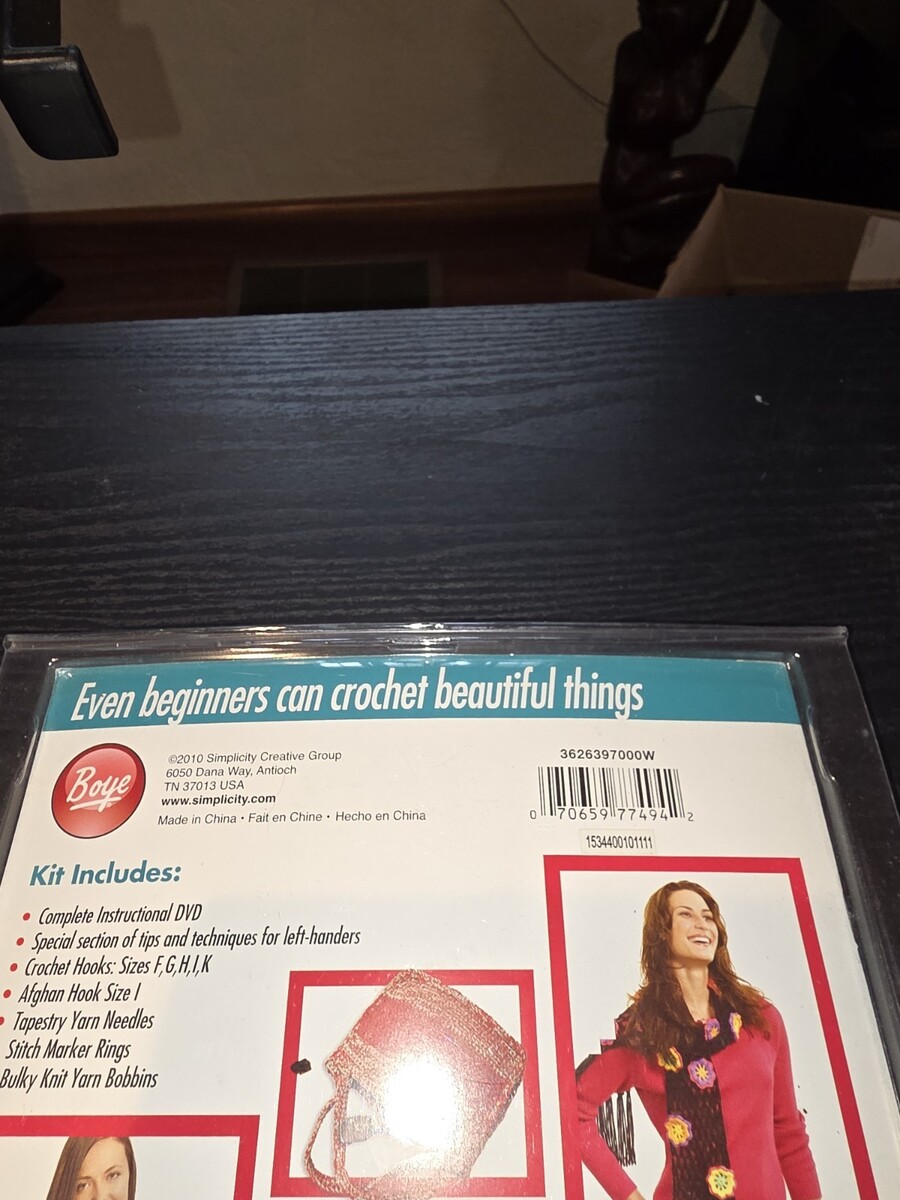 Even beginners can crochet beautiful things
Boye
©2010 Simplicity Creative Group
6050 Dana Way, Antioch
TN 37013 USA
www.simplicity.com
Made in China • Fait en Chine • Hecho en China
3626397000W
0 70659 77494 2
1534400101111
Kit Includes:
• Complete Instructional DVD
• Special section of tips and techniques for left-handers
• Crochet Hooks: Sizes F,G,H,I,K
• Afghan Hook Size I
• Tapestry Yarn Needles
Stitch Marker Rings
Bulky Knit Yarn Bobbins